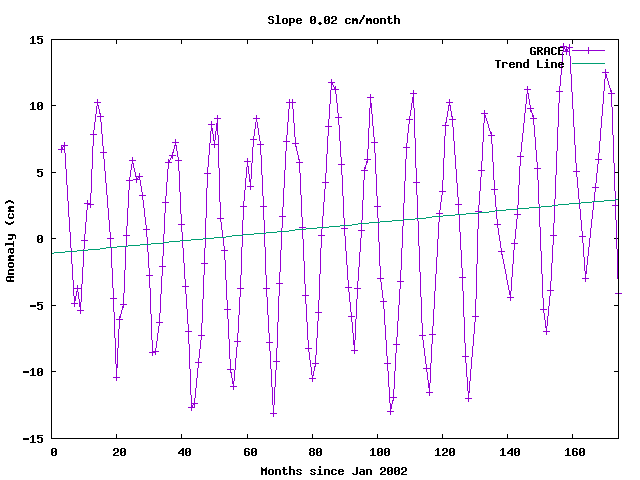 Slope 0.02 cm/month
GRACE
Trend Line
15
10
5
0
-5
-10
-15
Anomaly (cm)
0 20 40 60 80 100 120 140 160
Months since Jan 2002